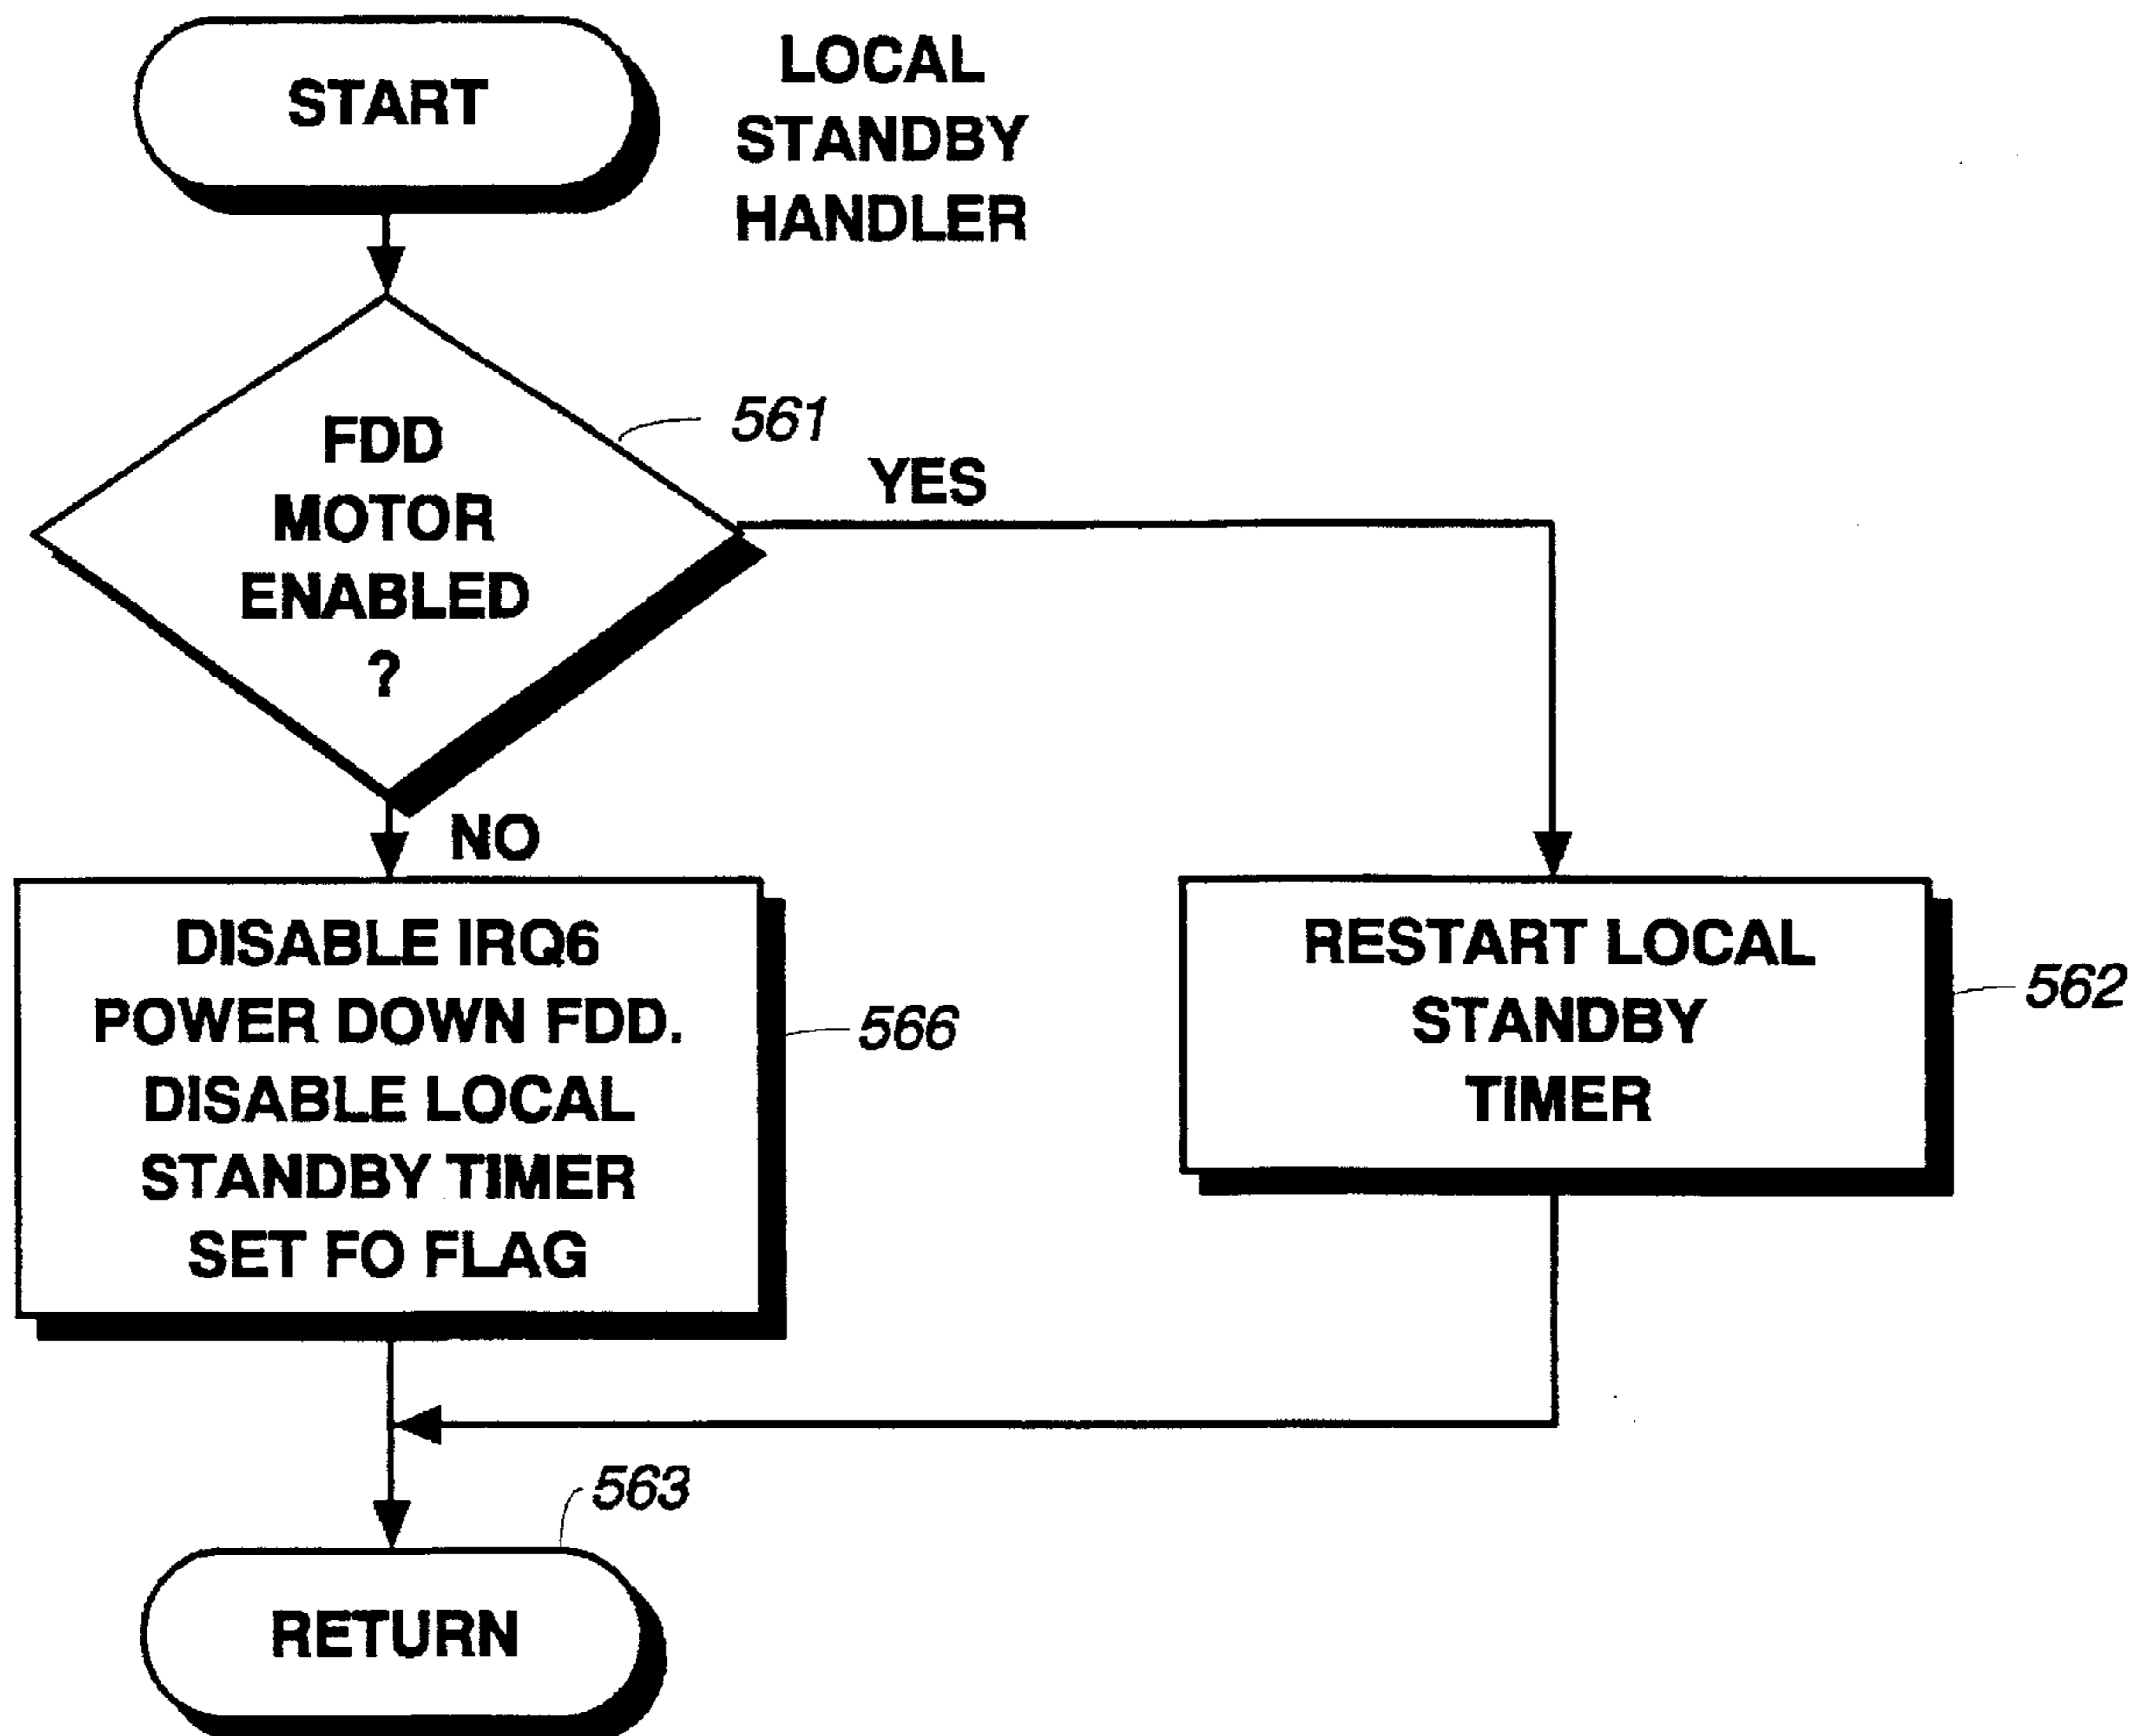 START
LOCAL
STANDBY
HANDLER
FDD
MOTOR
ENABLED
?
561
YES
NO
DISABLE IRQ6
POWER DOWN FDD.
DISABLE LOCAL
STANDBY TIMER
SET FO FLAG
566
RESTART LOCAL
STANDBY
TIMER
562
563
RETURN